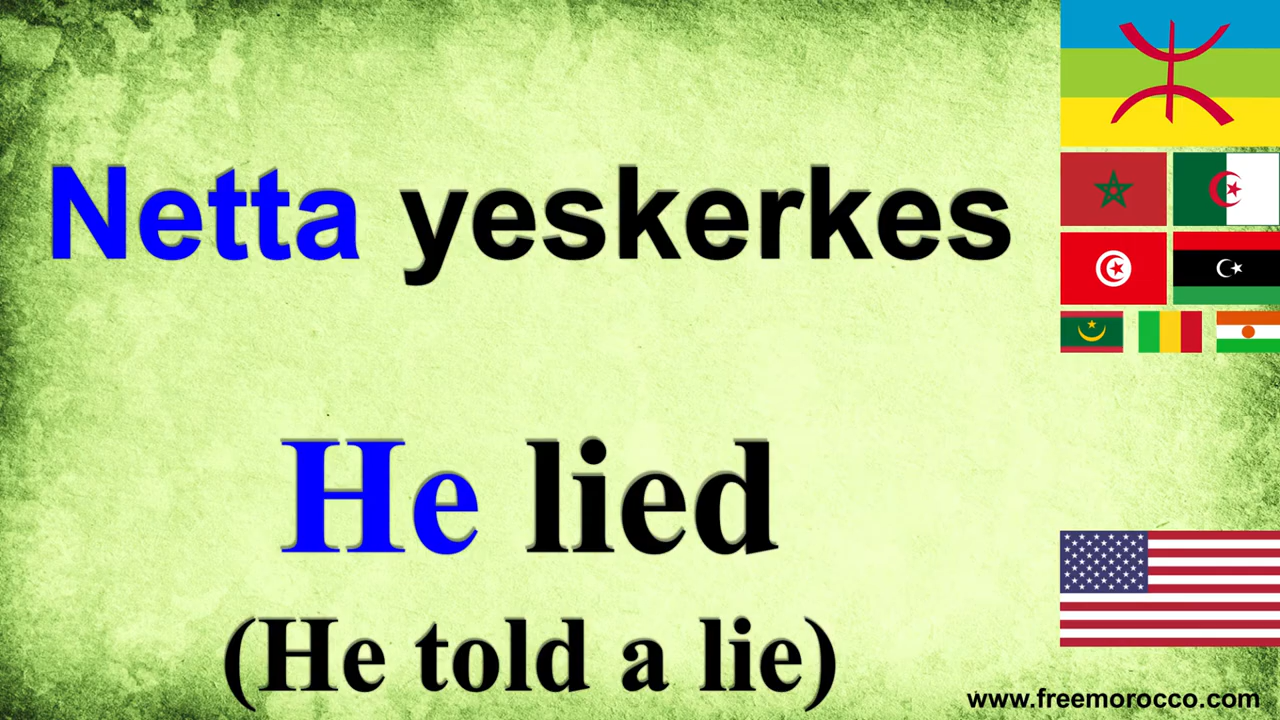 Netta yeskerkes
He lied
(He told a lie)
www.freemorocco.com